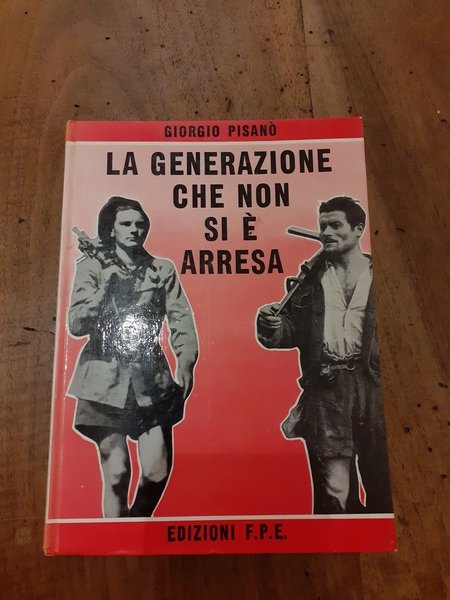 GIORGIO PISANÒ
LA GENERAZIONE
CHE NON
SI È
ARRESA
EDIZIONI F.P.E.